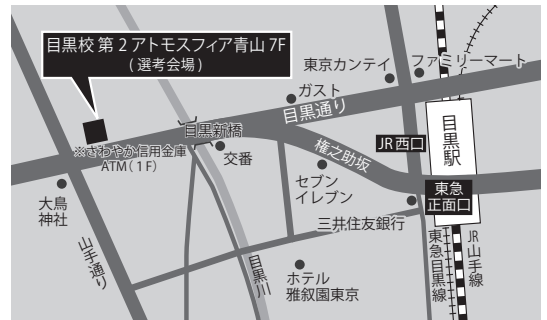 目黒校 第2アトモスフィア青山 7F
(選考会場)
東京カンテイ
ファミリーマート
ガスト
目黒通り
目黒新橋
交番
権之助坂
JR西口
目黒駅
※さわやか信用金庫
ATM(1F)
セブン
イレブン
東急
正面口
大鳥
神社
三井住友銀行
山手通り
目黒川
ホテル
雅叙園東京
東急目黒線
JR山手線